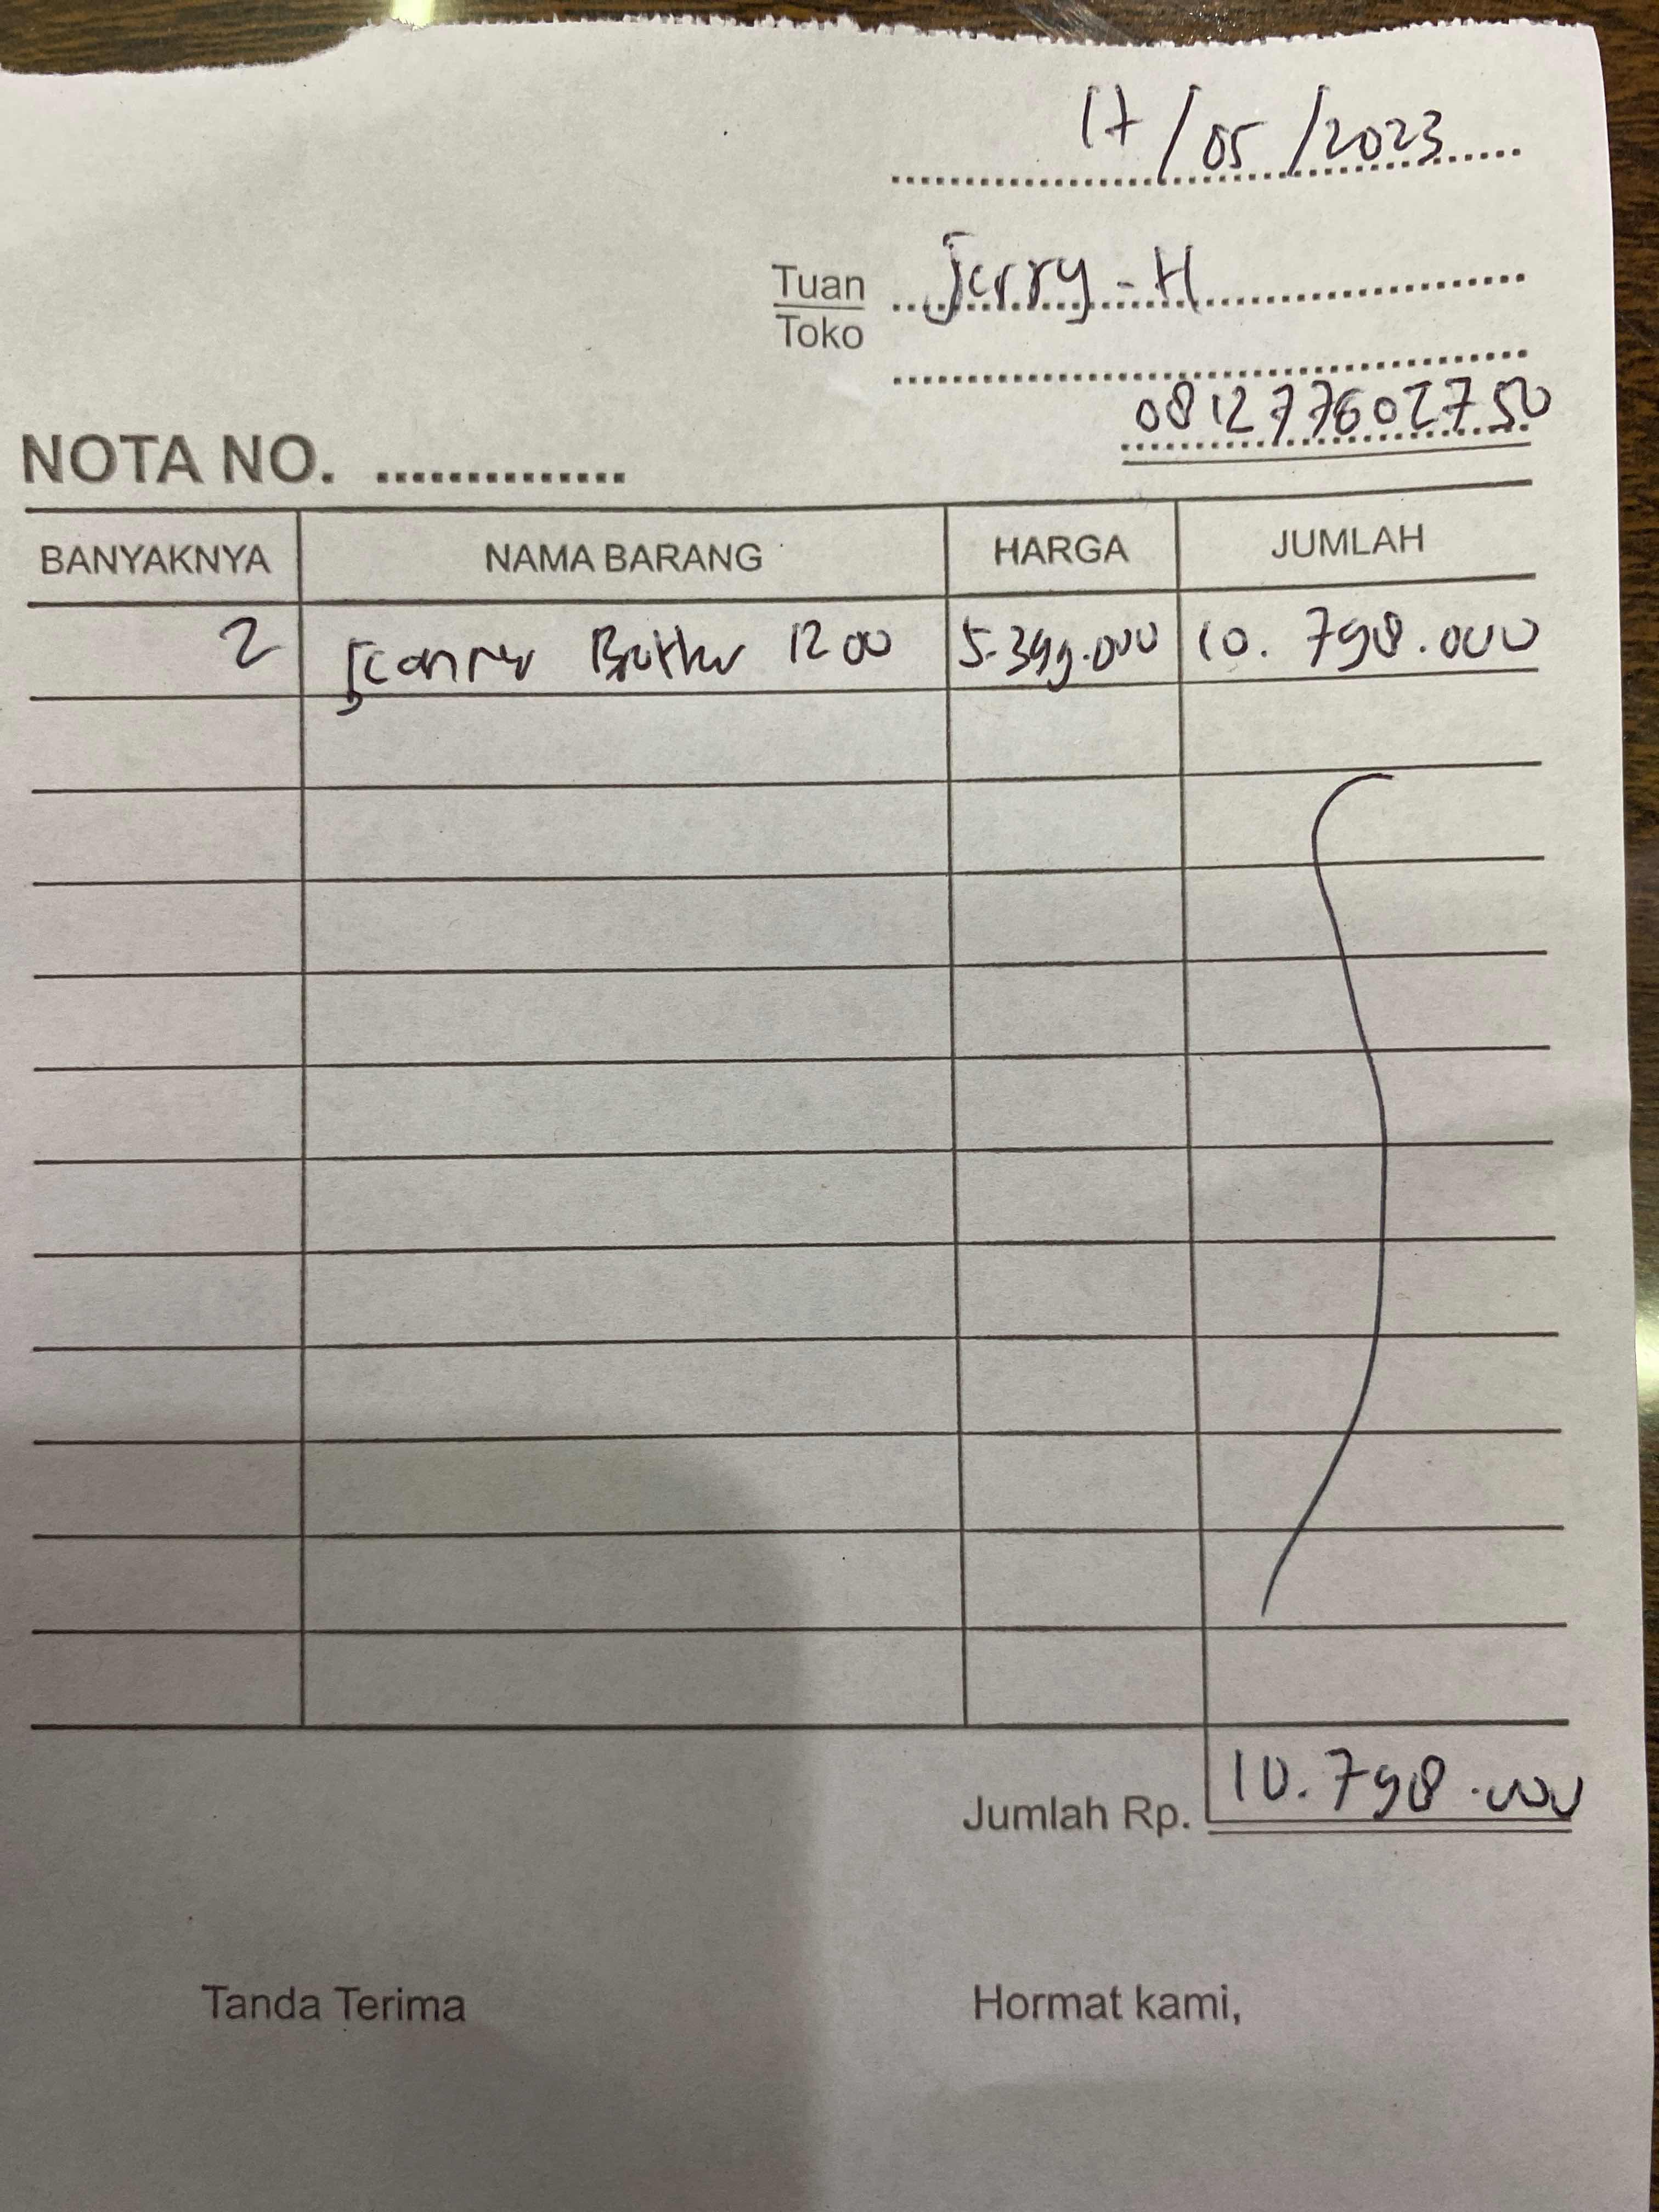 17/05/2023
Tuan Jerry - H
Toko
081277602750
NOTA NO. ..............
BANYAKNYA NAMA BARANG HARGA JUMLAH
2 Scanner Brother 1200 5.399.000 10.798.000
Jumlah Rp. 10.798.000
Tanda Terima Hormat kami,